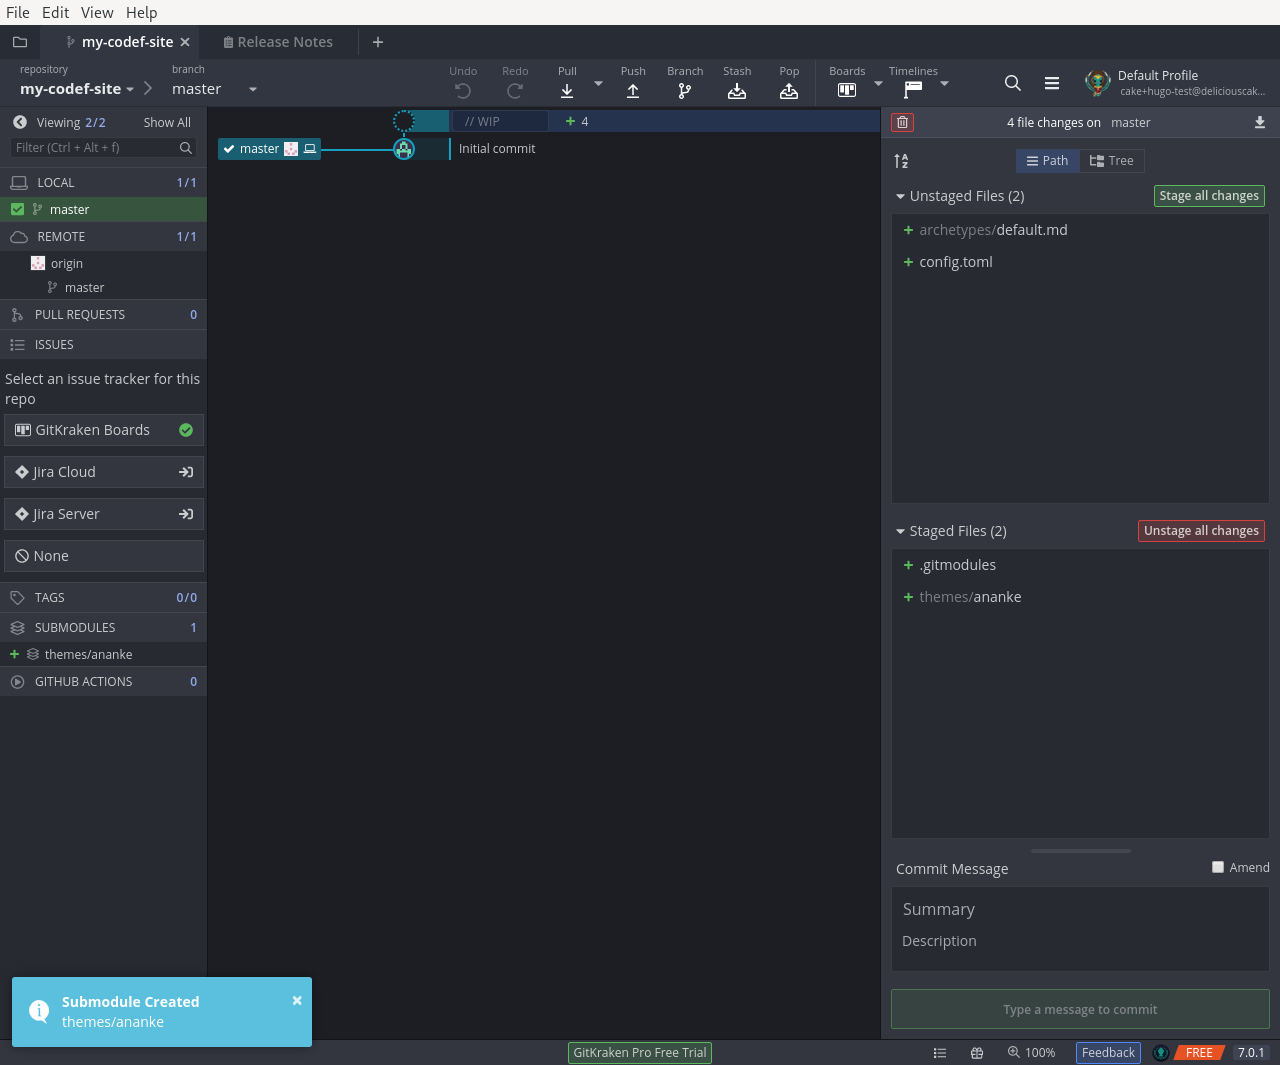 File Edit View Help
my-codef-site
Release Notes
repository
my-codef-site
branch
master
Undo
Redo
Pull
Push
Branch
Stash
Pop
Boards
Timelines
Default Profile
cake+hugo-test@deliciouscak...
Viewing 2/2
Show All
Filter (Ctrl + Alt + f)
LOCAL 1/1
master
REMOTE 1/1
origin
master
PULL REQUESTS 0
ISSUES
Select an issue tracker for this
repo
GitKraken Boards
Jira Cloud
Jira Server
None
TAGS 0/0
SUBMODULES 1
themes/ananke
GITHUB ACTIONS 0
// WIP
4
master
Initial commit
4 file changes on master
Path
Tree
Unstaged Files (2)
Stage all changes
archetypes/default.md
config.toml
Staged Files (2)
Unstage all changes
.gitmodules
themes/ananke
Commit Message
Amend
Summary
Description
Type a message to commit
Submodule Created
themes/ananke
GitKraken Pro Free Trial
100%
Feedback
FREE
7.0.1